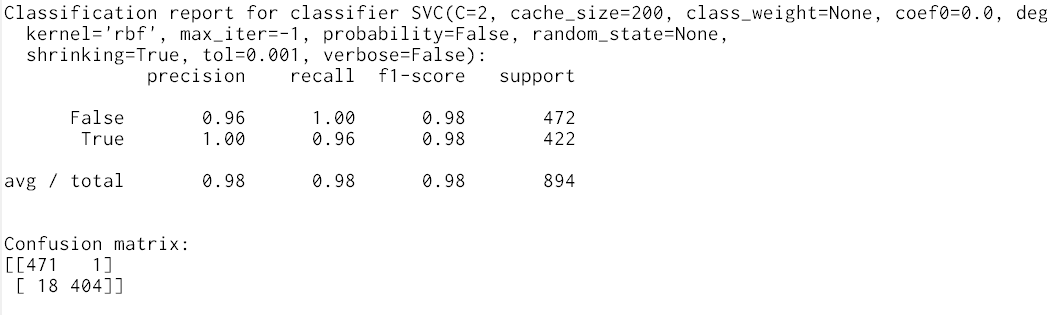 Classification report for classifier SVC(C=2, cache_size=200, class_weight=None, coef0=0.0, deg
  kernel='rbf', max_iter=-1, probability=False, random_state=None,
  shrinking=True, tol=0.001, verbose=False):
             precision    recall  f1-score   support

      False       0.96      1.00      0.98       472
       True       1.00      0.96      0.98       422

avg / total       0.98      0.98      0.98       894


Confusion matrix:
[[471   1]
 [ 18 404]]